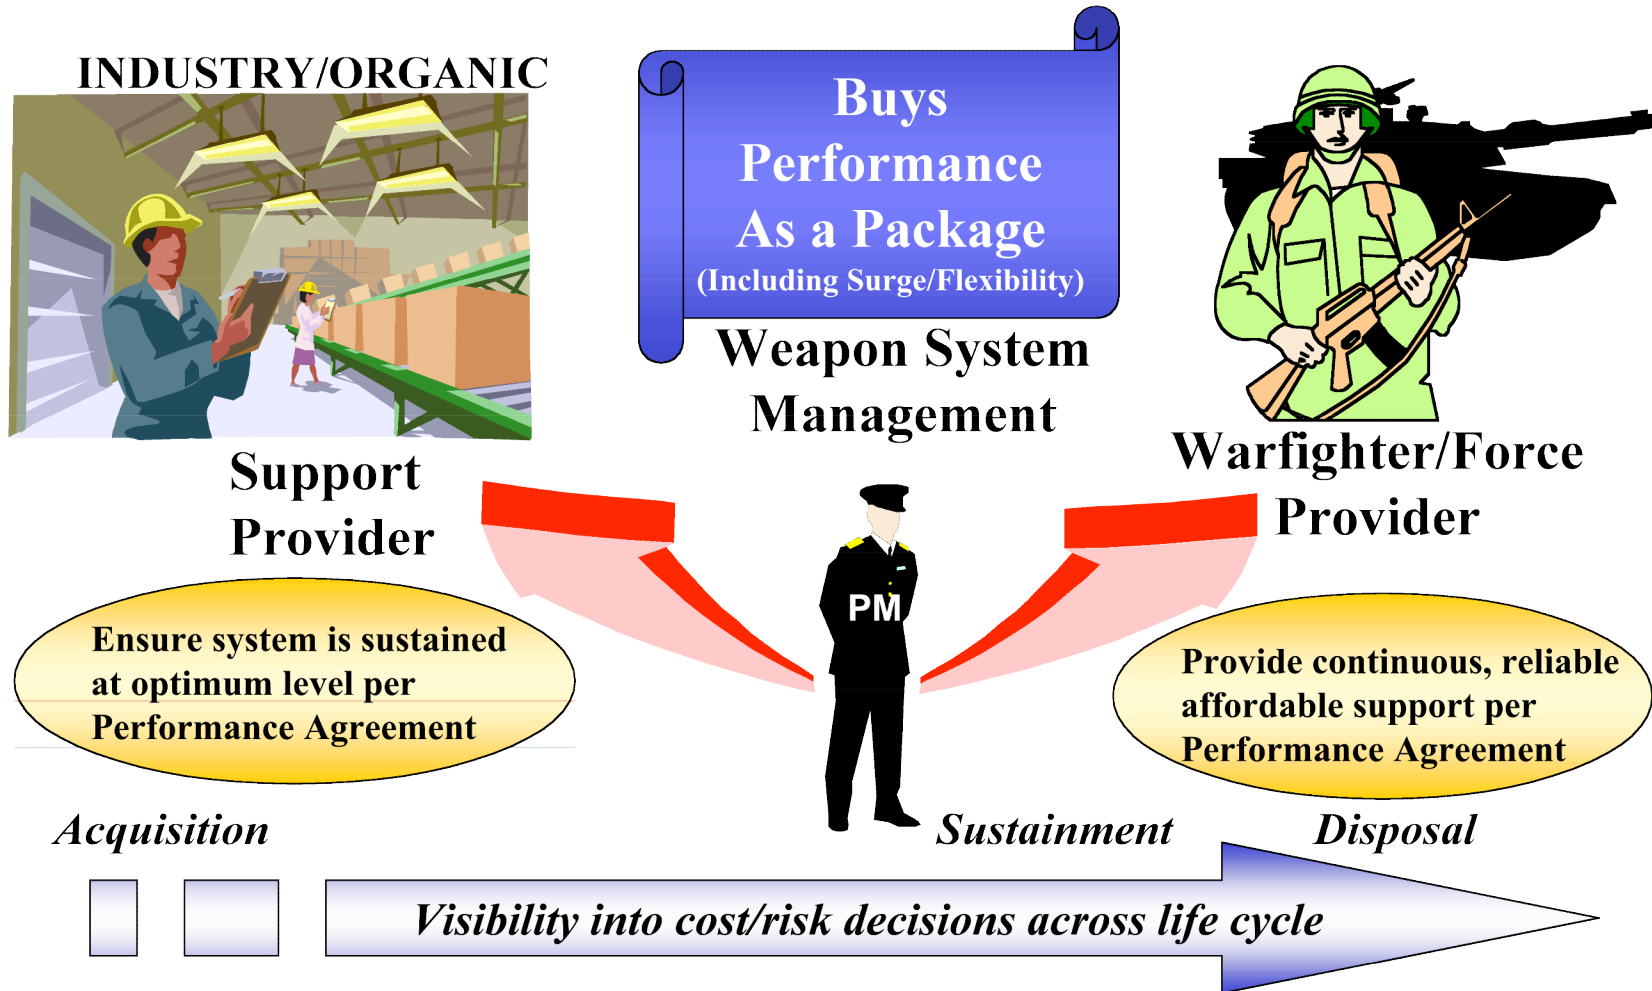 INDUSTRY/ORGANIC
Buys
Performance
As a Package
(Including Surge/Flexibility)
Weapon System
Management
Support
Provider
Warfighter/Force
Provider
PM
Ensure system is sustained
at optimum level per
Performance Agreement
Provide continuous, reliable
affordable support per
Performance Agreement
Acquisition
Sustainment
Disposal
Visibility into cost/risk decisions across life cycle